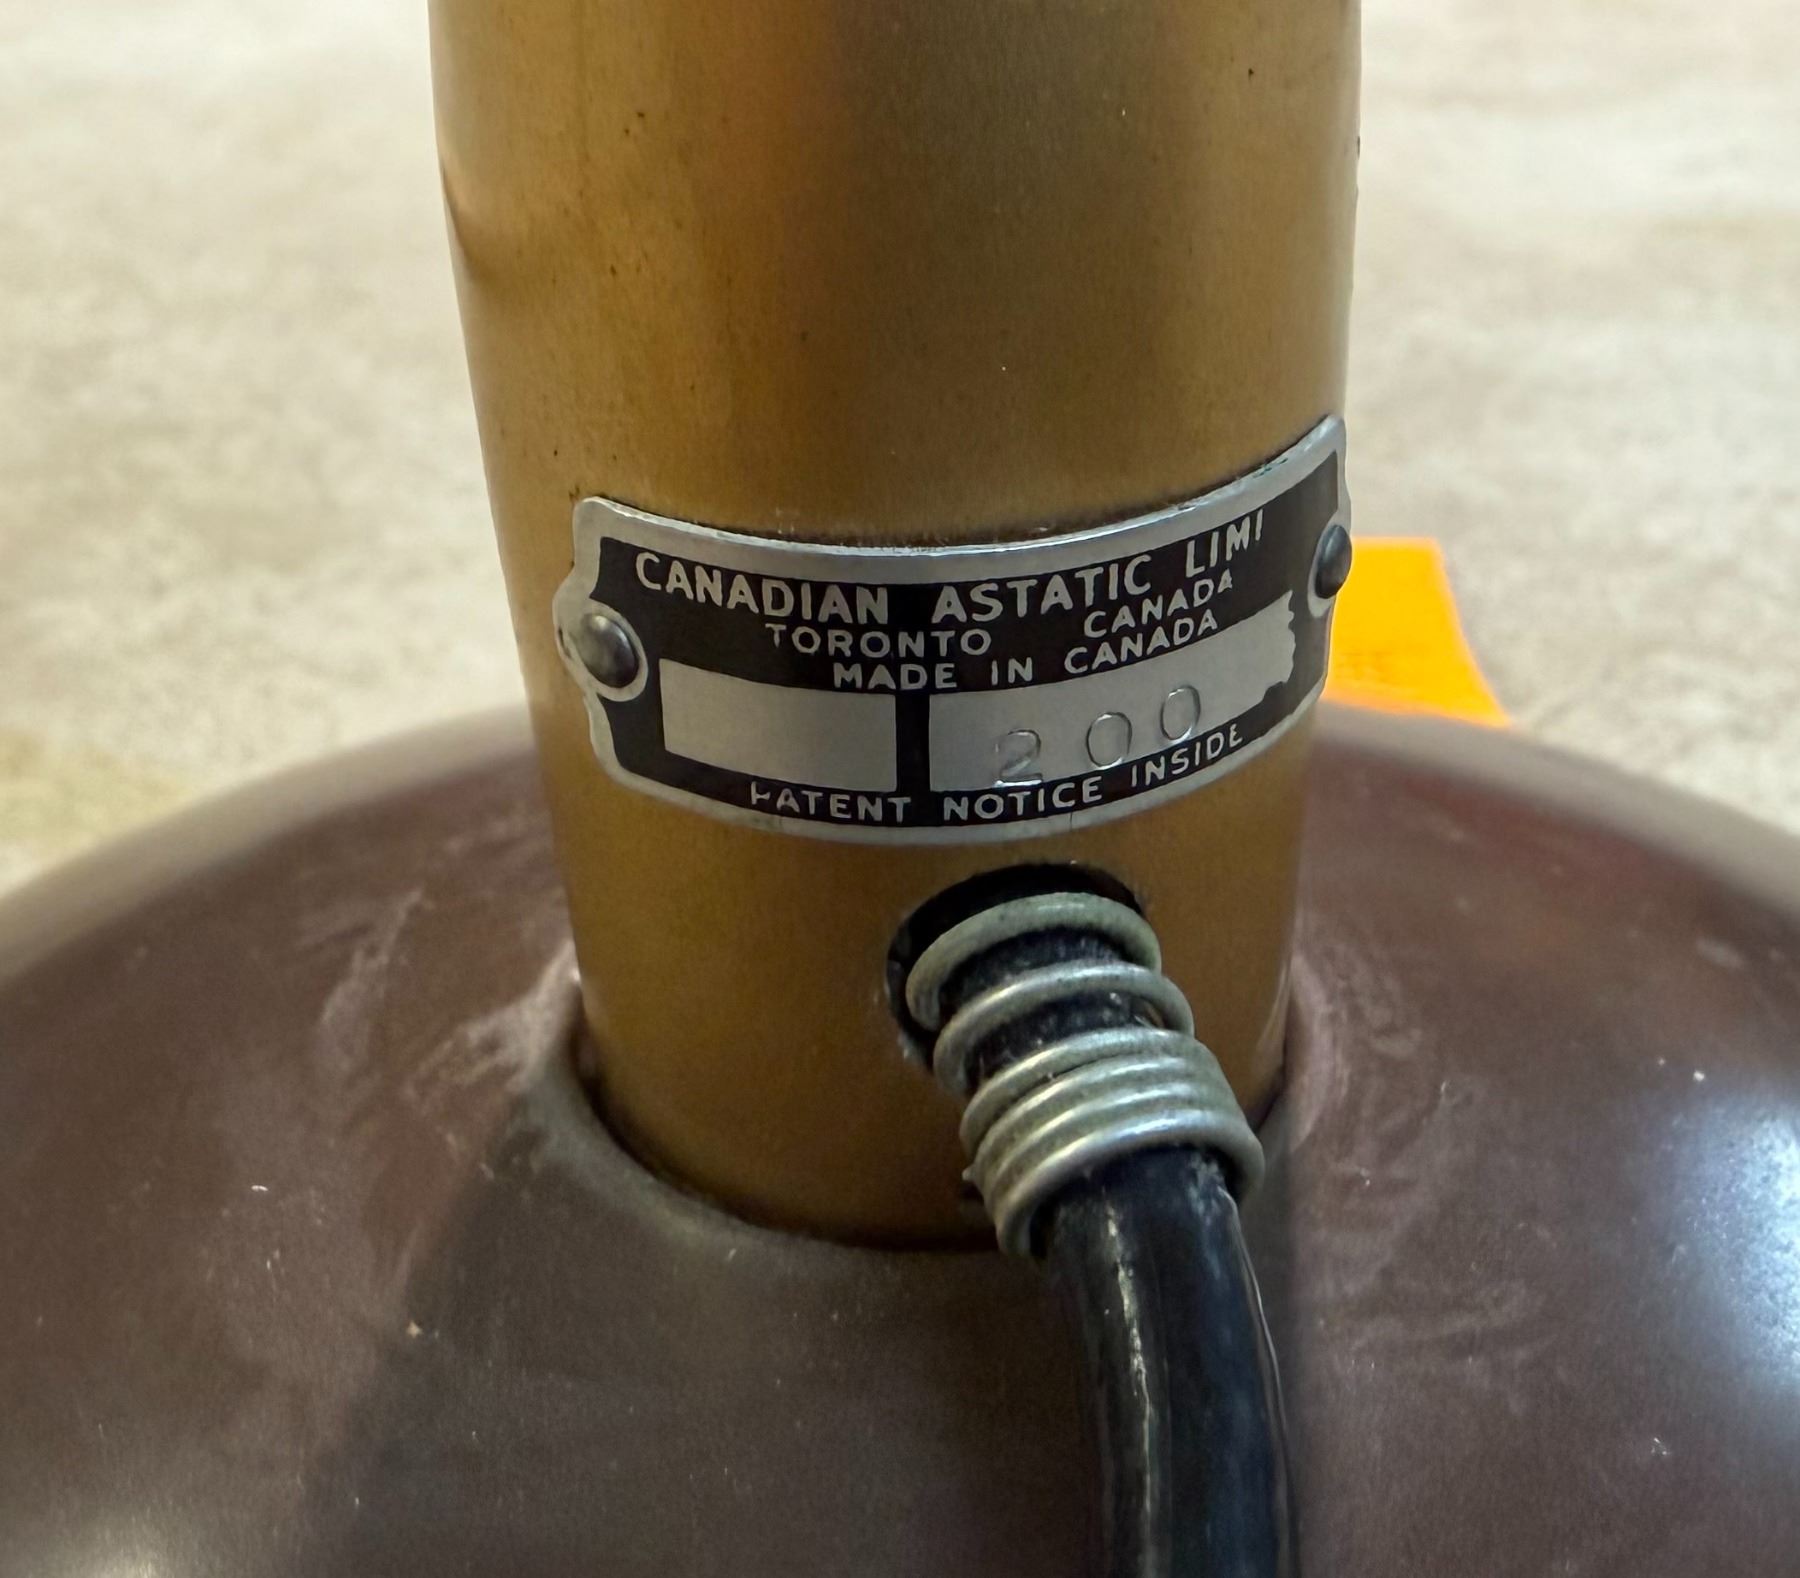 CANADIAN ASTATIC LIMI
TORONTO CANADA
MADE IN CANADA
200
PATENT NOTICE INSIDE